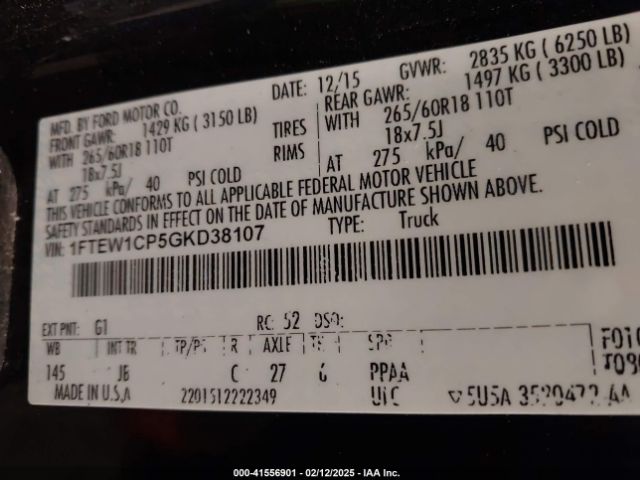 MFD. BY FORD MOTOR CO. DATE: 12/15 GVWR: 2835 KG ( 6250 LB)
FRONT GAWR: 1429 KG ( 3150 LB) REAR GAWR: 1497 KG ( 3300 LB)
WITH 265/60R18 110T TIRES WITH 265/60R18 110T
18x7.5J RIMS 18x7.5J
AT 275 kPa/ 40 PSI COLD AT 275 kPa/ 40 PSI COLD
THIS VEHICLE CONFORMS TO ALL APPLICABLE FEDERAL MOTOR VEHICLE
SAFETY STANDARDS IN EFFECT ON THE DATE OF MANUFACTURE SHOWN ABOVE.
VIN: 1FTEW1CP5GKD38107 TYPE: Truck
EXT PNT: G1 RC: 52 DSO:
WB INT TR TP/PS R AXLE TR SPR
145 JB C 27 6 PPAA
MADE IN U.S.A 2201512222349 UTC
000-41556901 - 02/12/2025 - IAA Inc.